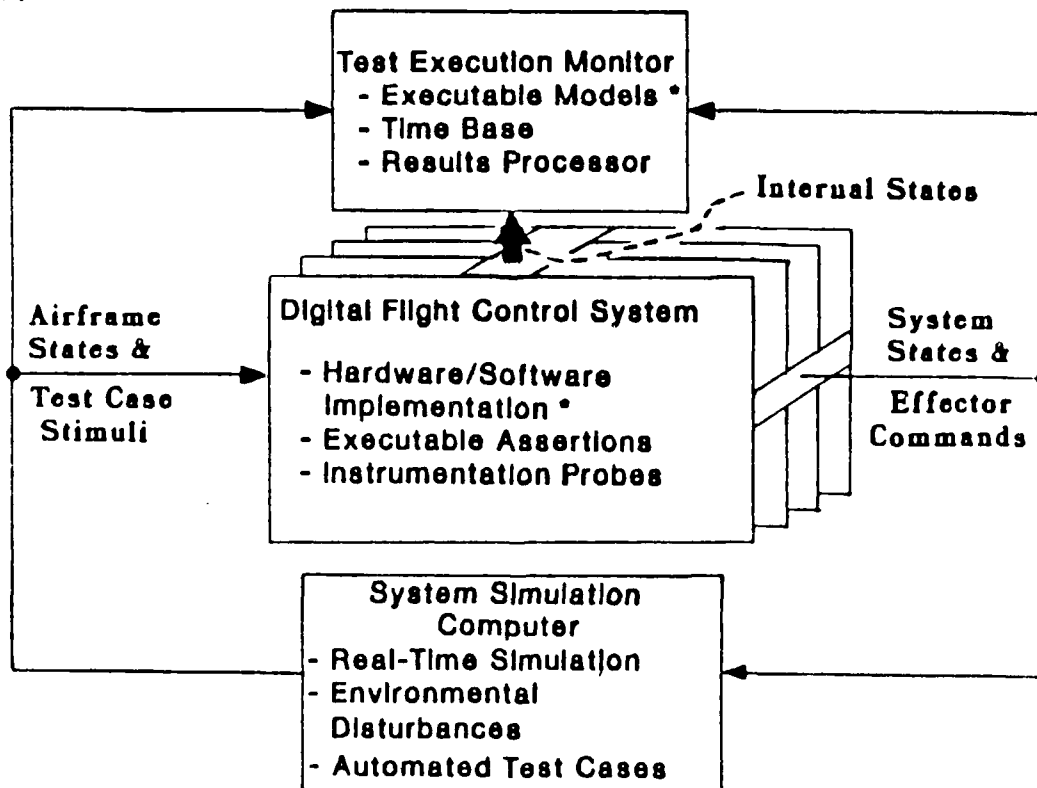 Test Execution Monitor
- Executable Models *
- Time Base
- Results Processor
Internal States
Digital Flight Control System
- Hardware/Software
Implementation *
- Executable Assertions
- Instrumentation Probes
Airframe
States &
Test Case
Stimuli
System
States &
Effector
Commands
System Simulation
Computer
- Real-Time Simulation
- Environmental
Disturbances
- Automated Test Cases